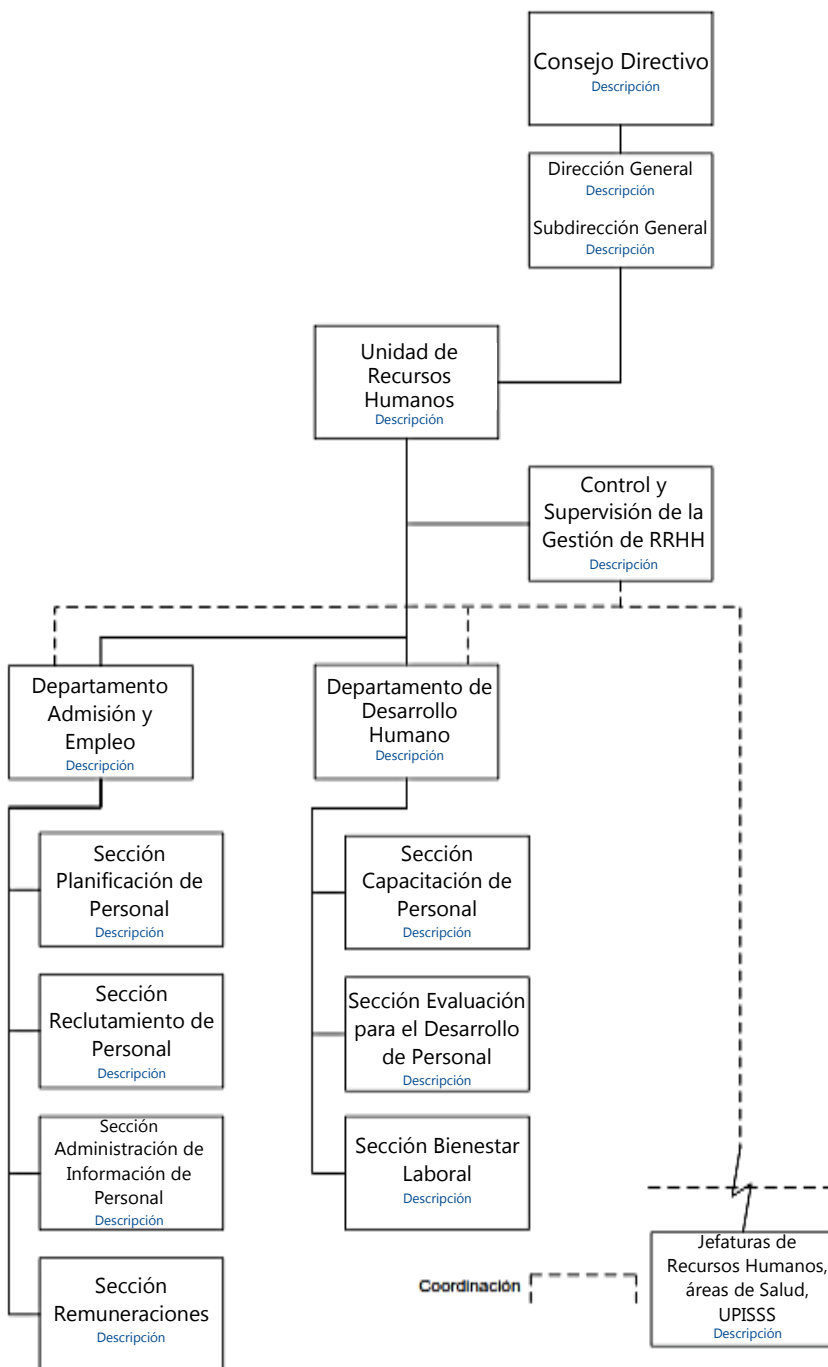 Consejo Directivo
Descripción
Dirección General
Descripción
Subdirección General
Descripción
Unidad de
Recursos
Humanos
Descripción
Control y
Supervisión de la
Gestión de RRHH
Descripción
Departamento
Admisión y
Empleo
Descripción
Departamento de
Desarrollo
Humano
Descripción
Sección
Planificación de
Personal
Descripción
Sección
Capacitación de
Personal
Descripción
Sección
Reclutamiento de
Personal
Descripción
Sección Evaluación
para el Desarrollo
de Personal
Descripción
Sección
Administración de
Información de
Personal
Descripción
Sección Bienestar
Laboral
Descripción
Sección
Remuneraciones
Descripción
Coordinación
Jefaturas de
Recursos Humanos,
áreas de Salud,
UPISSS
Descripción